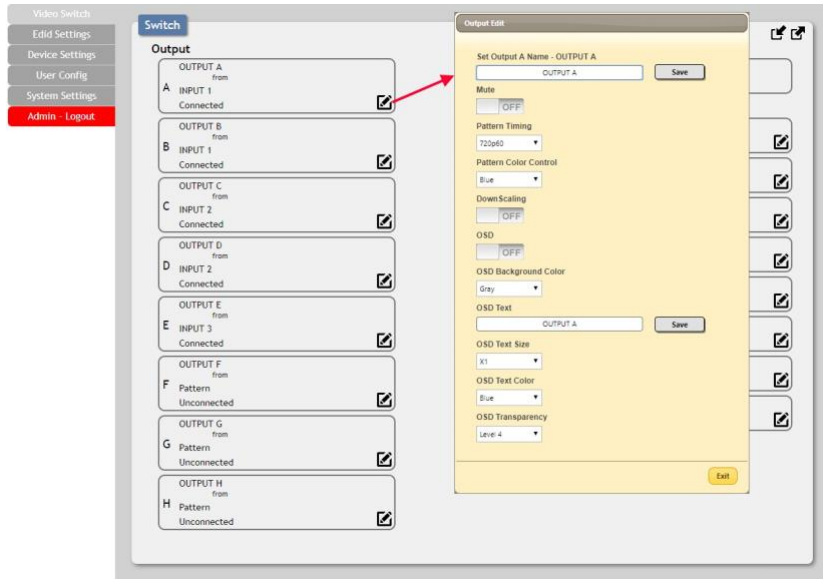 Video Switch
Edid Settings
Device Settings
User Config
System Settings
Admin - Logout
Switch
Output
OUTPUT A
from
A
INPUT 1
Connected
OUTPUT B
from
B
INPUT 1
Connected
OUTPUT C
from
C
INPUT 2
Connected
OUTPUT D
from
D
INPUT 2
Connected
OUTPUT E
from
E
INPUT 3
Connected
OUTPUT F
from
F
Pattern
Unconnected
OUTPUT G
from
G
Pattern
Unconnected
OUTPUT H
from
H
Pattern
Unconnected
Output Edit
Set Output A Name - OUTPUT A
OUTPUT A
Save
Mute
OFF
Pattern Timing
720p60
Pattern Color Control
Blue
DownScaling
OFF
OSD
OFF
OSD Background Color
Gray
OSD Text
OUTPUT A
Save
OSD Text Size
X1
OSD Text Color
Blue
OSD Transparency
Level 4
Exit